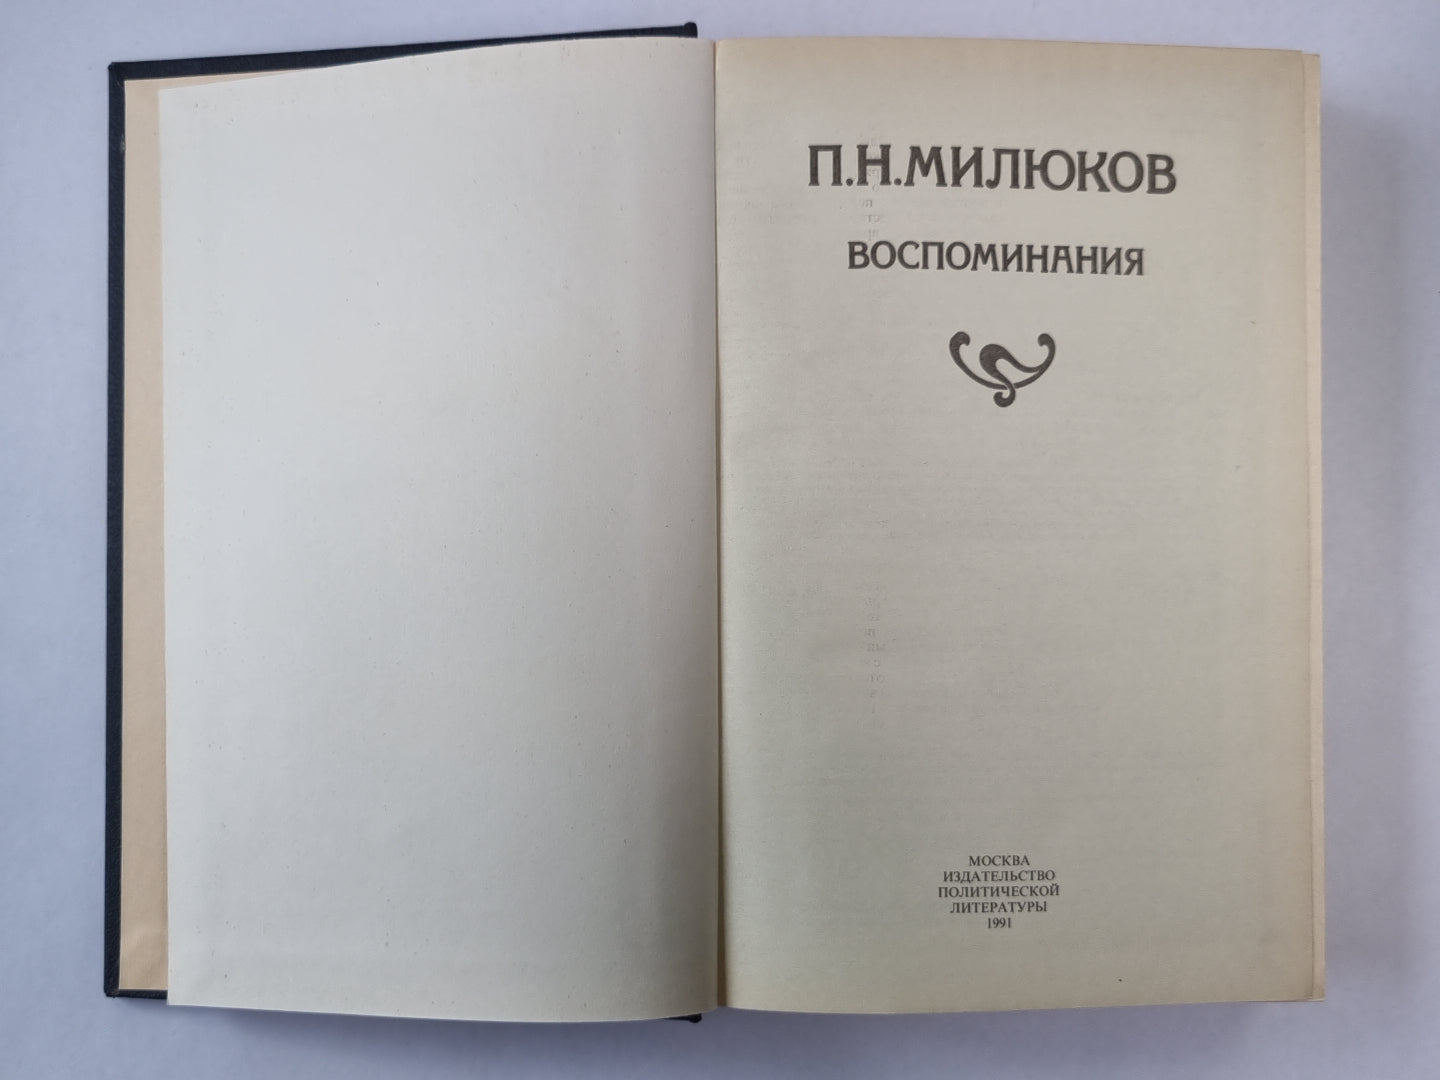 П.Н.МИЛЮКОВ
ВОСПОМИНАНИЯ
МОСКВА
ИЗДАТЕЛЬСТВО
ПОЛИТИЧЕСКОЙ
ЛИТЕРАТУРЫ
1991